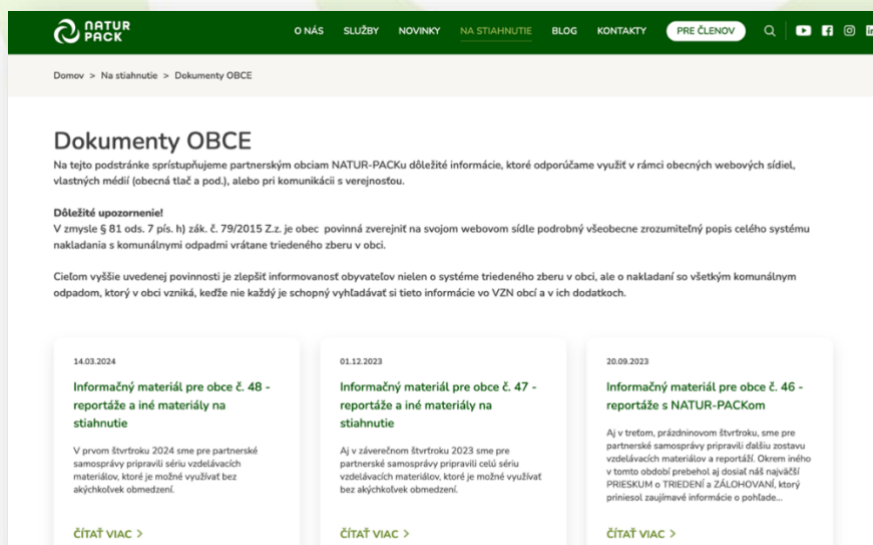 NATUR
PACK
O NÁS SLUŽBY NOVINKY NA STIAHNUTIE BLOG KONTAKTY PRE ČLENOV
Domov > Na stiahnutie > Dokumenty OBCE
Dokumenty OBCE
Na tejto podstránke sprístupňujeme partnerským obciam NATUR-PACKu dôležité informácie, ktoré odporúčame využiť v rámci obecných webových sídiel,
vlastných médií (obecná tlač a pod.), alebo pri komunikácii s verejnosťou.
Dôležité upozornenie!
V zmysle § 81 ods. 7 pís. h) zák. č. 79/2015 Z.z. je obec povinná zverejniť na svojom webovom sídle podrobný všeobecne zrozumiteľný popis celého systému
nakladania s komunálnymi odpadmi vrátane triedeného zberu v obci.
Cieľom vyššie uvedenej povinnosti je zlepšiť informovanosť obyvateľov nielen o systéme triedeného zberu v obci, ale o nakladaní so všetkým komunálnym
odpadom, ktorý v obci vzniká, keďže nie každý je schopný vyhľadávať si tieto informácie vo VZN obcí a v ich dodatkoch.
14.03.2024
Informačný materiál pre obce č. 48 -
reportáže a iné materiály na
stiahnutie
V prvom štvrťroku 2024 sme pre partnerské
samosprávy pripravili sériu vzdelávacích
materiálov, ktoré je možné využívať bez
akýchkoľvek obmedzení.
ČÍTAŤ VIAC >
01.12.2023
Informačný materiál pre obce č. 47 -
reportáže a iné materiály na
stiahnutie
Aj v záverečnom štvrťroku 2023 sme pre
partnerské samosprávy pripravili celú sériu
vzdelávacích materiálov, ktoré je možné využívať
bez akýchkoľvek obmedzení.
ČÍTAŤ VIAC >
20.09.2023
Informačný materiál pre obce č. 46 -
reportáže s NATUR-PACKom
Aj v treťom, prázdninovom štvrťroku, sme pre
partnerské samosprávy pripravili ďalšiu zostavu
vzdelávacích materiálov a reportáží. Okrem iného
v tomto období prebehol aj dosiaľ náš najväčší
PRIESKUM o TRIEDENÍ a ZÁLOHOVANÍ, ktorý
priniesol zaujímavé informácie o pohľade...
ČÍTAŤ VIAC >